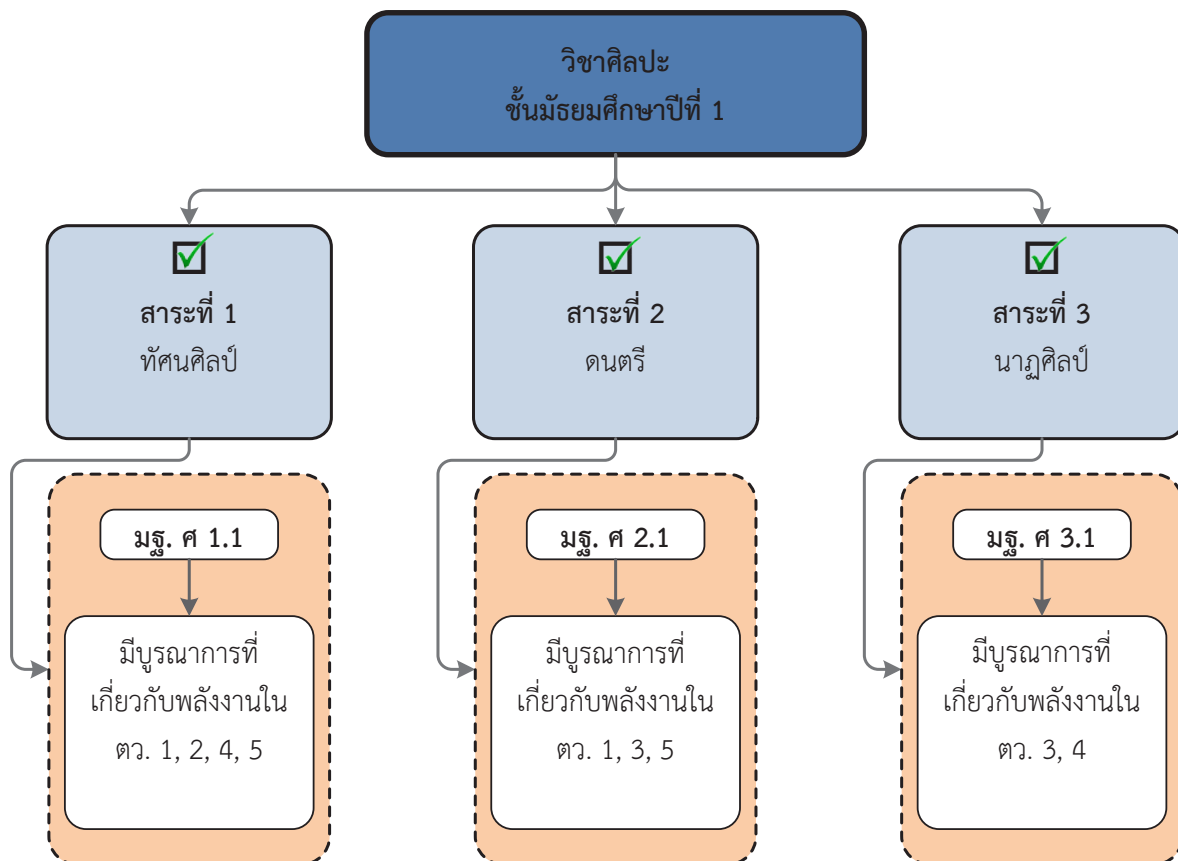 วิชาศิลปะ
ชั้นมัธยมศึกษาปีที่ 1
สาระที่ 1
ทัศนศิลป์
สาระที่ 2
ดนตรี
สาระที่ 3
นาฏศิลป์
มฐ. ศ 1.1
มีบูรณาการที่
เกี่ยวกับพลังงานใน
ตว. 1, 2, 4, 5
มฐ. ศ 2.1
มีบูรณาการที่
เกี่ยวกับพลังงานใน
ตว. 1, 3, 5
มฐ. ศ 3.1
มีบูรณาการที่
เกี่ยวกับพลังงานใน
ตว. 3, 4